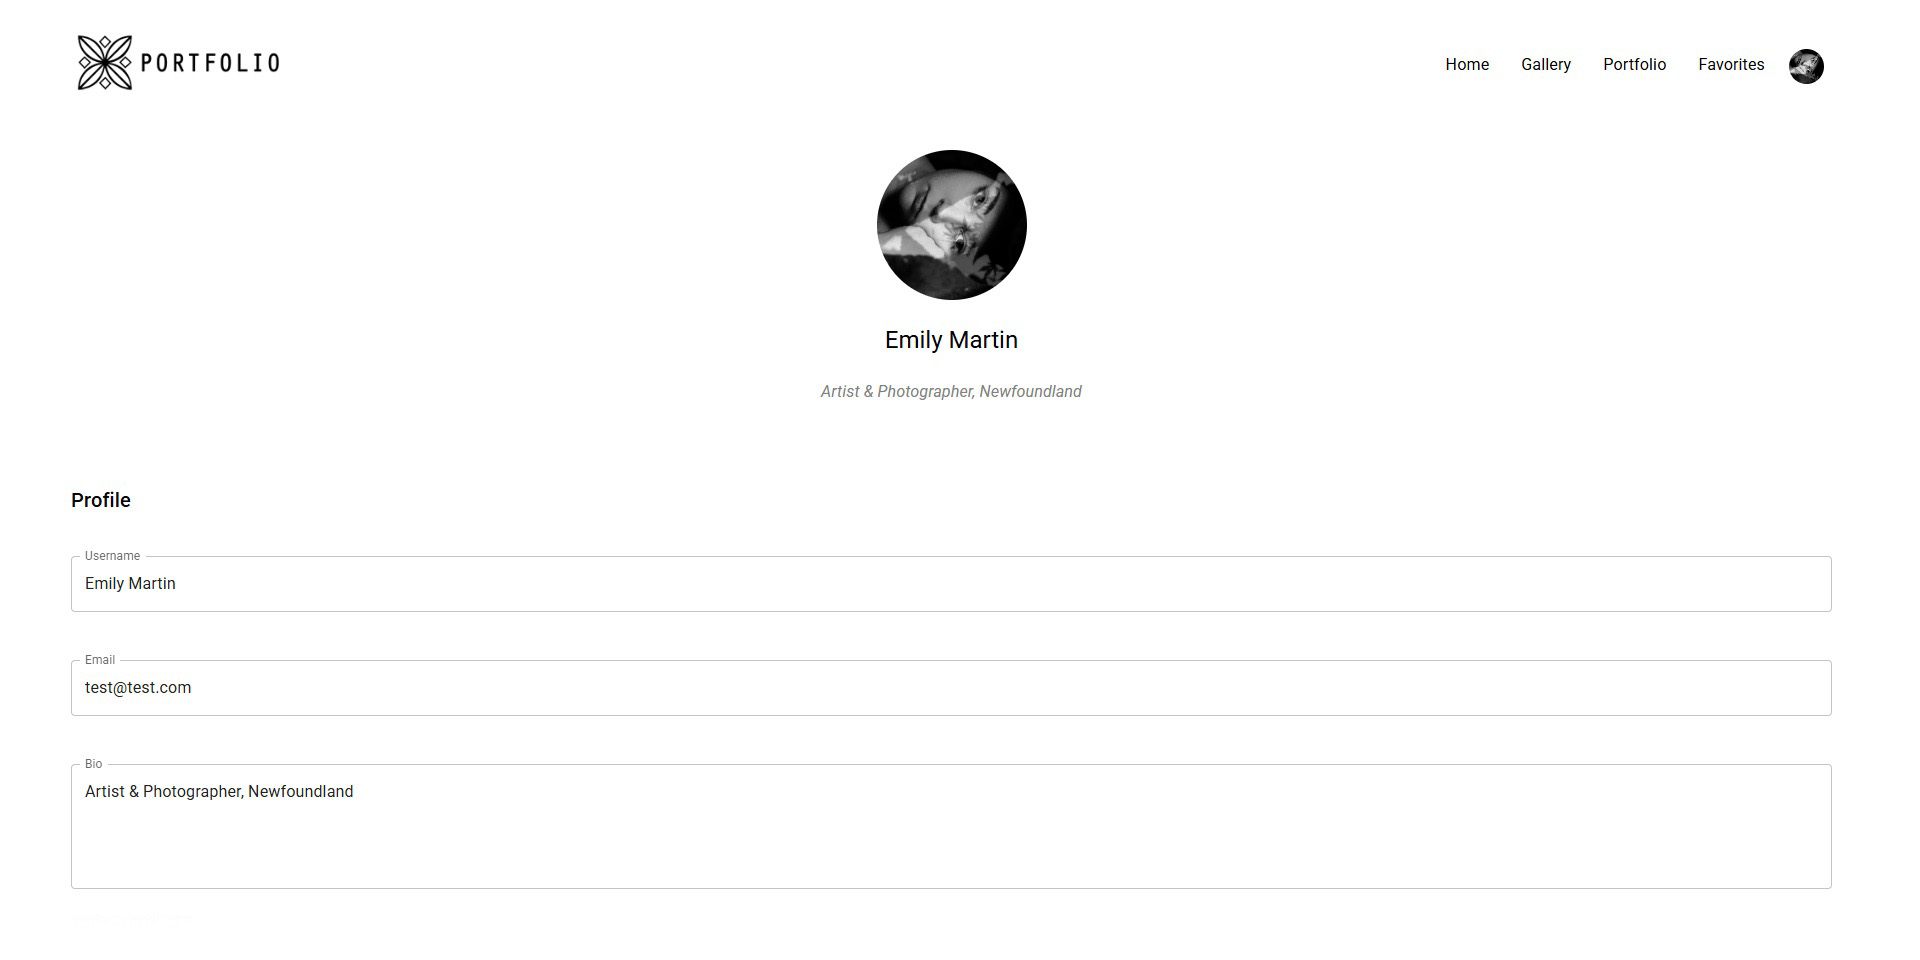 PORTFOLIO
Home Gallery Portfolio Favorites
Emily Martin
Artist & Photographer, Newfoundland
Profile
Username
Emily Martin
Email
test@test.com
Bio
Artist & Photographer, Newfoundland